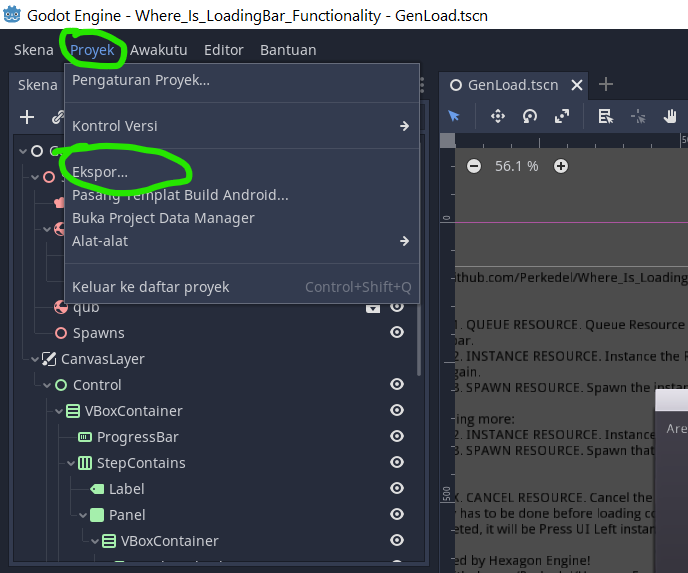 Godot Engine - Where_Is_LoadingBar_Functionality - GenLoad.tscn
Skena Proyek Awakutu Editor Bantuan
Skena
GenLoad.tscn
Pengaturan Proyek...
Kontrol Versi
Ekspor...
Pasang Templat Build Android...
Buka Project Data Manager
Alat-alat
Keluar ke daftar proyek Control+Shift+Q
qub
Spawns
CanvasLayer
Control
VBoxContainer
ProgressBar
StepContains
Label
Panel
VBoxContainer
50
56.1 %
0
500
thub.com/Perkedel/Where_Is_Loading
1. QUEUE RESOURCE. Queue Resource
bar.
2. INSTANCE RESOURCE. Instance the
gain.
3. SPAWN RESOURCE. Spawn the instan
ing more:
2. INSTANCE RESOURCE. Instance
3. SPAWN RESOURCE. Spawn that
X. CANCEL RESOURCE. Cancel the
has to be done before loading
eted, it will be Press UI Left instan
ed by Hexagon Engine!
Are